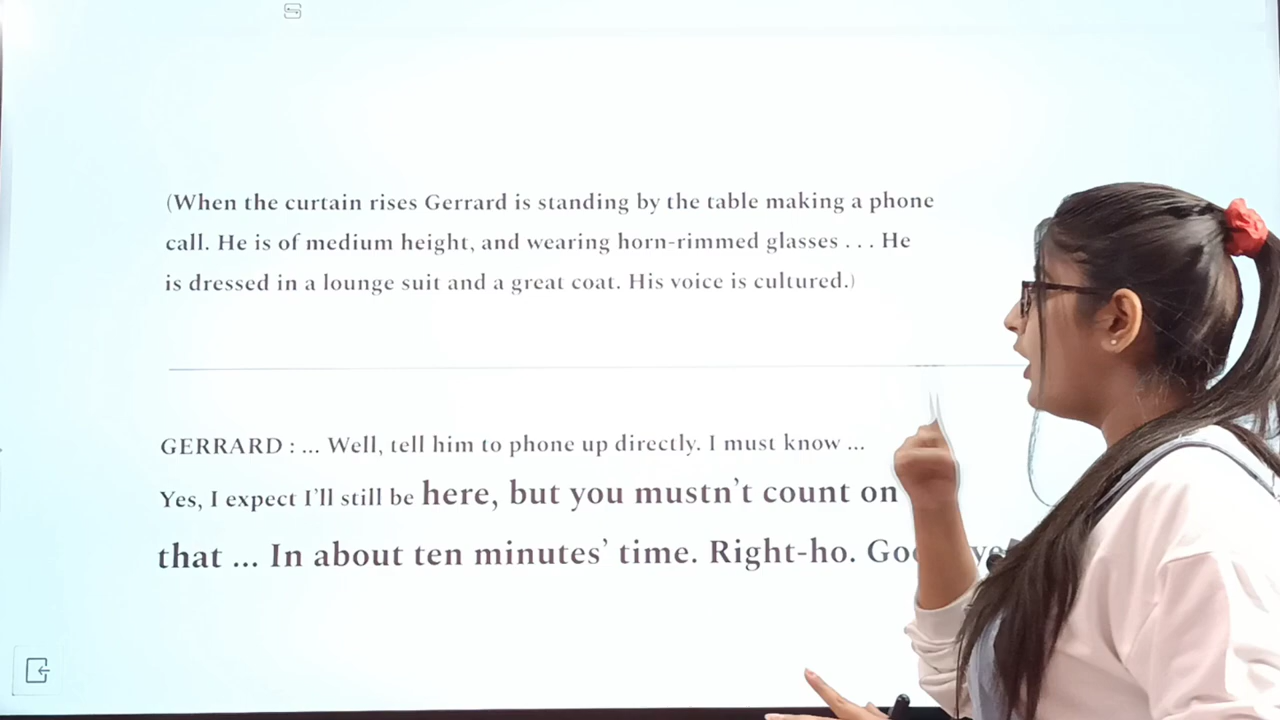 (When the curtain rises Gerrard is standing by the table making a phone
call. He is of medium height, and wearing horn-rimmed glasses . . . He
is dressed in a lounge suit and a great coat. His voice is cultured.)
GERRARD : ... Well, tell him to phone up directly. I must know ...
Yes, I expect I'll still be here, but you mustn't count on
that ... In about ten minutes' time. Right-ho.